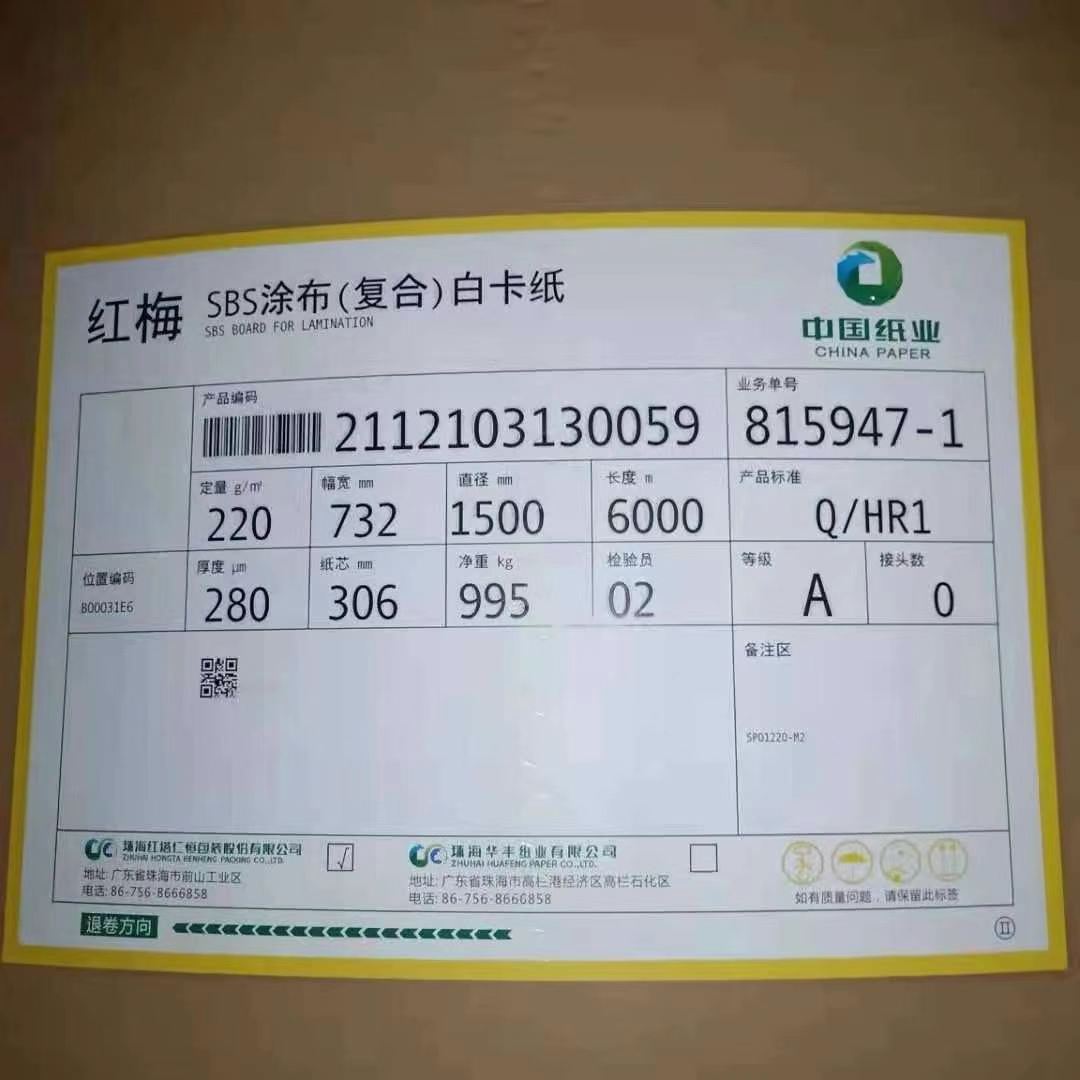 红梅 SBS涂布(复合)白卡纸
SBS BOARD FOR LAMINATION
中国纸业
CHINA PAPER
产品编码
2112103130059
业务单号
815947-1
定量 g/㎡
220
幅宽 mm
732
直径 mm
1500
长度 m
6000
产品标准
Q/HR1
位置编码
B00031E6
厚度 μm
280
纸芯 mm
306
净重 kg
995
检验员
02
等级
A
接头数
0
备注区
SP01220-M2
珠海红塔仁恒包装股份有限公司
ZHUHAI HONGTA RENHENG PACKING CO.,LTD.
√
地址: 广东省珠海市前山工业区
电话: 86-756-8666858
珠海华丰纸业有限公司
ZHUHAI HUAFENG PAPER CO.,LTD.
地址: 广东省珠海市高栏港经济区高栏石化区
电话: 86-756-8666858
如有质量问题，请保留此标签
退卷方向
Ⅱ